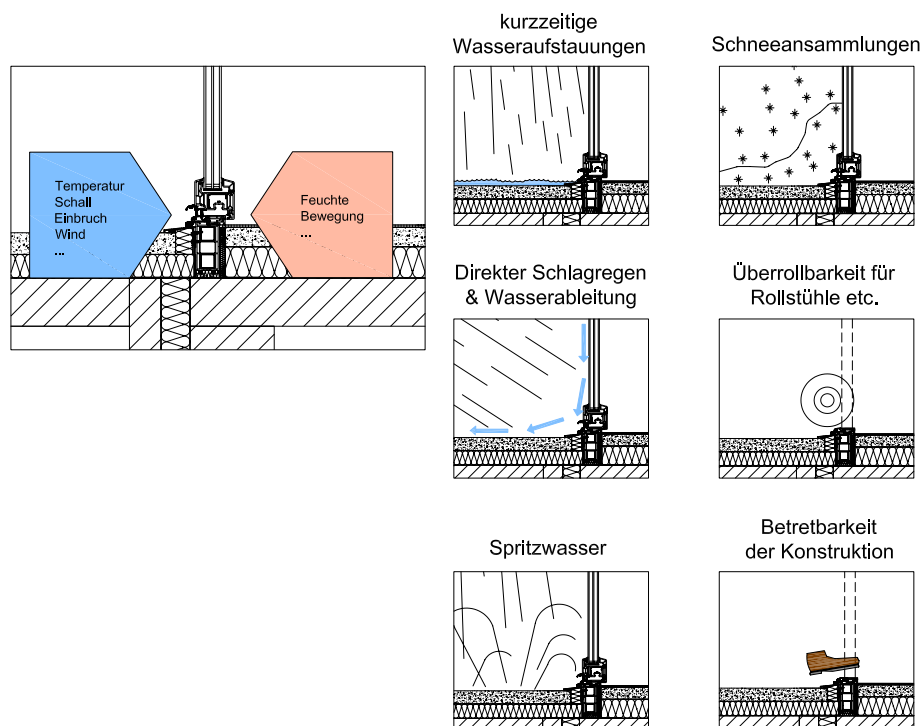 Temperatur
Schall
Einbruch
Wind
...
Feuchte
Bewegung
...
kurzzeitige
Wasseraufstauungen
Schneeansammlungen
Direkter Schlagregen
& Wasserableitung
Überrollbarkeit für
Rollstühle etc.
Spritzwasser
Betretbarkeit
der Konstruktion